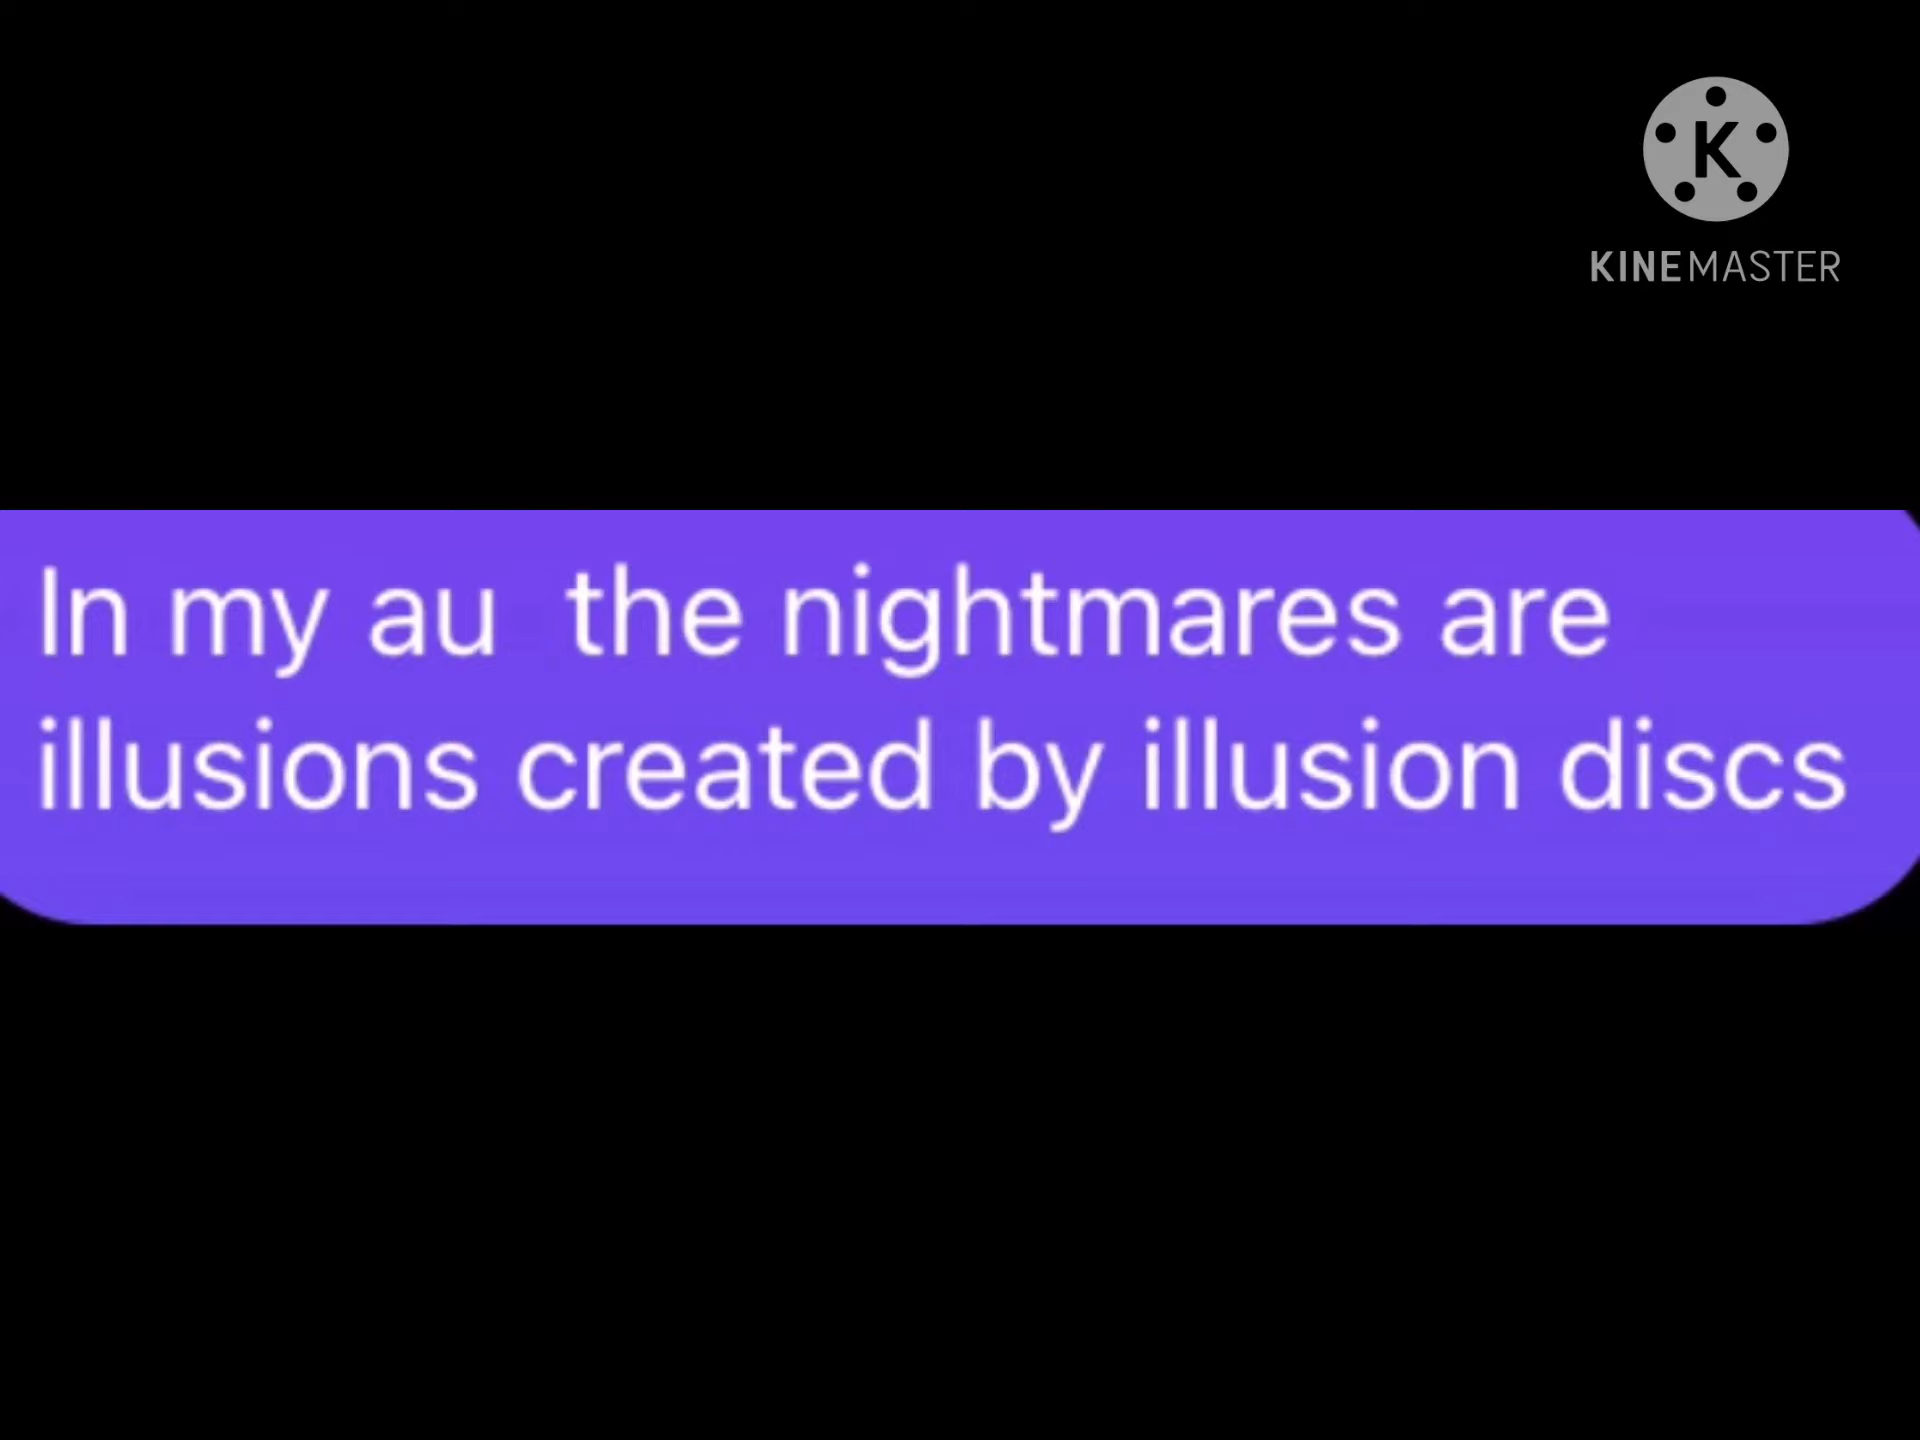 K
KINEMASTER
In my au  the nightmares are
illusions created by illusion discs